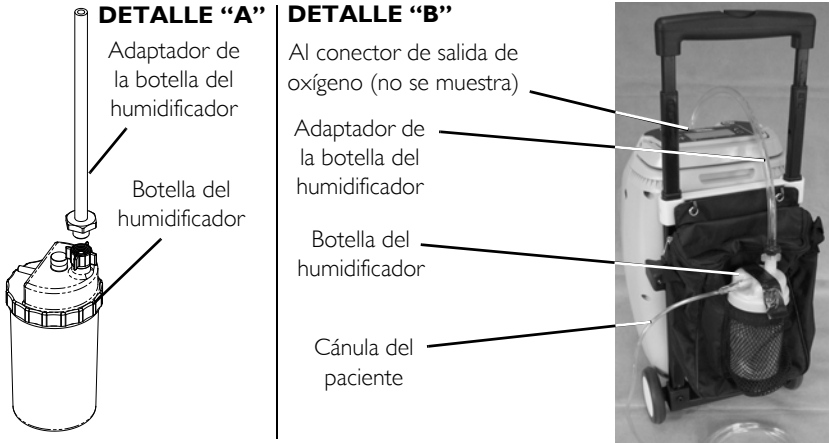 DETALLE “A”
Adaptador de
la botella del
humidificador
Botella del
humidificador
DETALLE “B”
Al conector de salida de
oxígeno (no se muestra)
Adaptador de
la botella del
humidificador
Botella del
humidificador
Cánula del
paciente